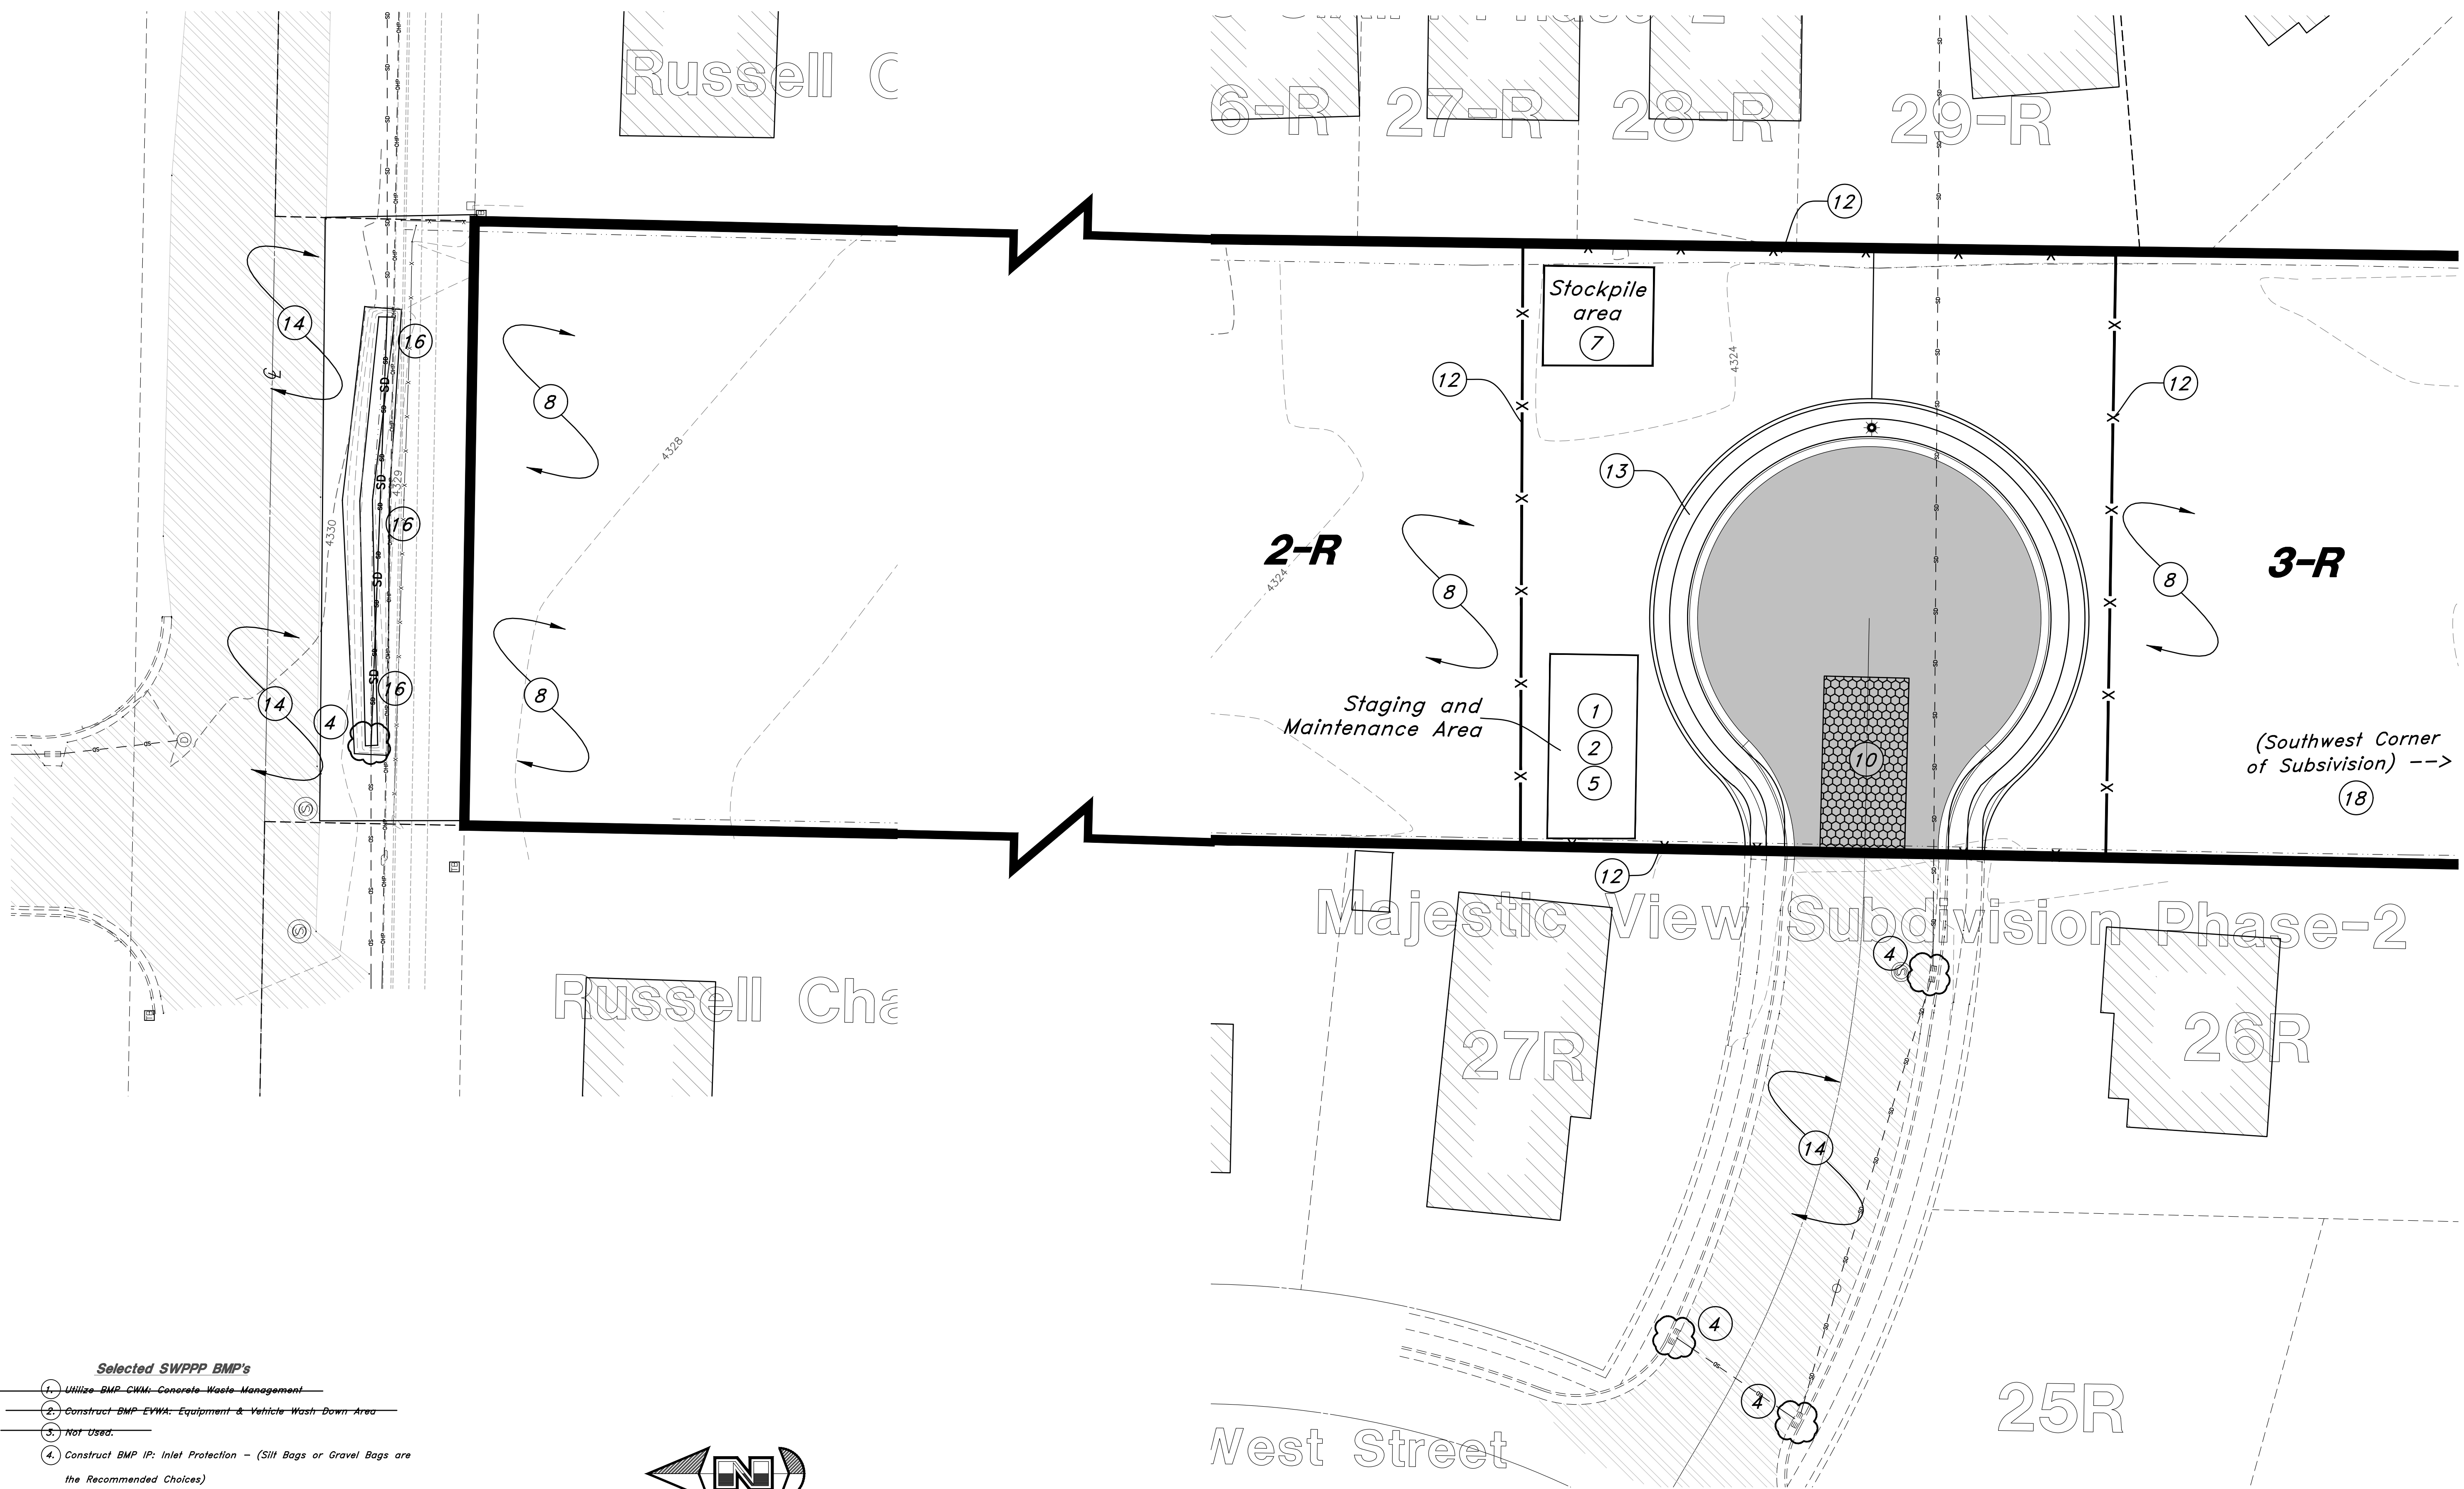 Russell C
6-R
27-R
28-R
29-R
12
14
16
8
4328
4330
4329
SD
SD
SD
SD
16
14
4
16
8
D
S
S
Stockpile
area
7
4324
12
12
13
2-R
4324
8
8
3-R
Staging and
Maintenance Area
1
2
5
10
(Southwest Corner
of Subsivision) -->
18
12
Majestic View Subdivision Phase-2
Russell Cha
4
S
27R
26R
14
4
4
25R
West Street
Selected SWPPP BMP's
1. Utilize BMP CWM: Concrete Waste Management
2. Construct BMP EVWA: Equipment & Vehicle Wash Down Area
3. Not Used.
4. Construct BMP IP: Inlet Protection - (Silt Bags or Gravel Bags are
the Recommended Choices)
N